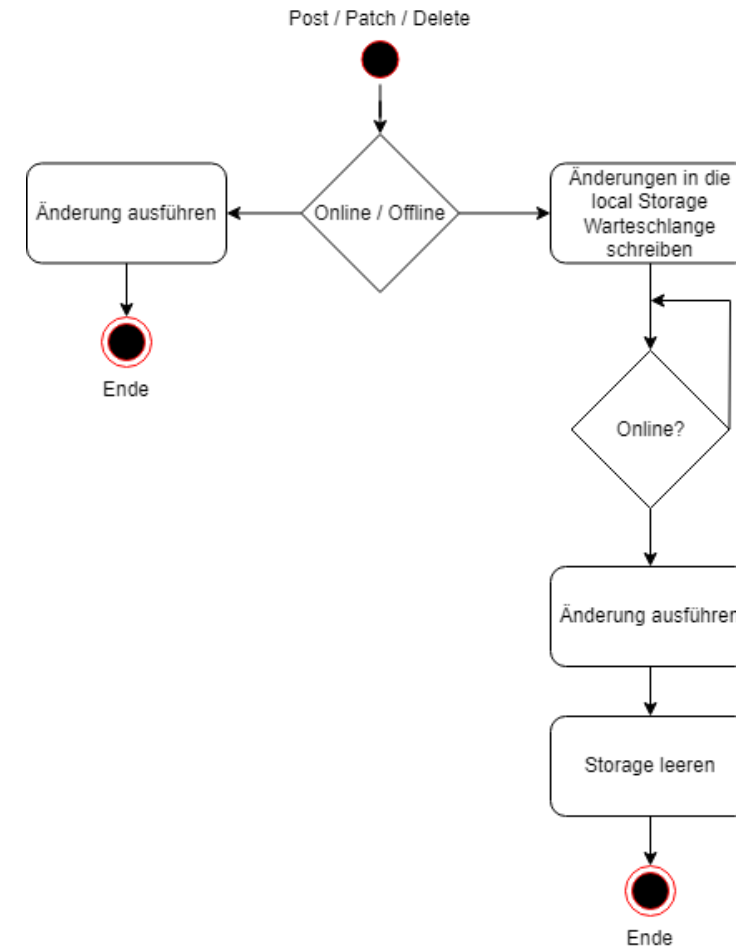 Post / Patch / Delete
Änderung ausführen
Online / Offline
Änderungen in die
local Storage
Warteschlange
schreiben
Ende
Online?
Änderung ausführen
Storage leeren
Ende